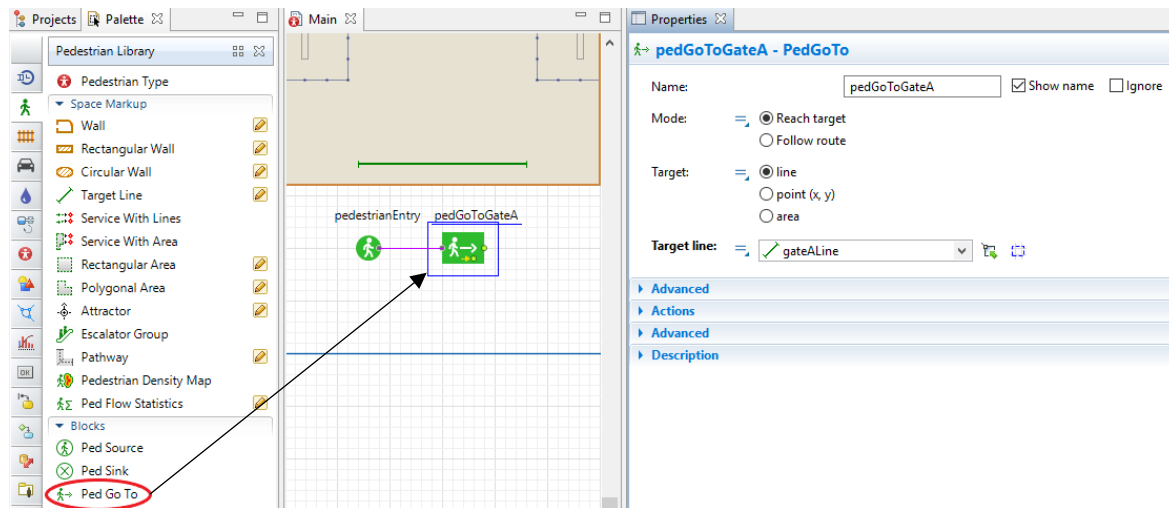 Projects Palette
Pedestrian Library
Pedestrian Type
Space Markup
Wall
Rectangular Wall
Circular Wall
Target Line
Service With Lines
Service With Area
Rectangular Area
Polygonal Area
Attractor
Escalator Group
Pathway
Pedestrian Density Map
Ped Flow Statistics
Blocks
Ped Source
Ped Sink
Ped Go To
OK
Main
pedestrianEntry pedGoToGateA
Properties
pedGoToGateA - PedGoTo
Name: pedGoToGateA Show name Ignore
Mode: Reach target
Follow route
Target: line
point (x, y)
area
Target line: gateALine
Advanced
Actions
Advanced
Description